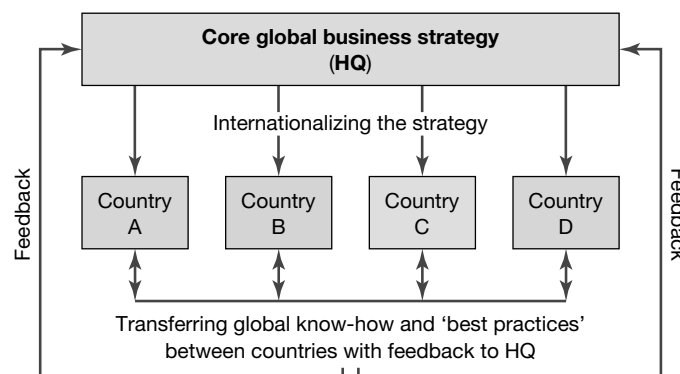 Core global business strategy
(HQ)
Internationalizing the strategy
Feedback
Country
A
Country
B
Country
C
Country
D
Feedback
Transferring global know-how and ‘best practices’
between countries with feedback to HQ